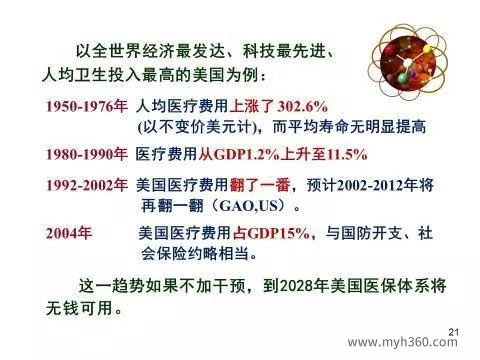 以全世界经济最发达、科技最先进、
人均卫生投入最高的美国为例：
1950-1976年 人均医疗费用上涨了302.6%
(以不变价美元计)，而平均寿命无明显提高
1980-1990年 医疗费用从GDP1.2%上升至11.5%
1992-2002年 美国医疗费用翻了一番，预计2002-2012年将
再翻一翻（GAO,US）。
2004年 美国医疗费用占GDP15%，与国防开支、社
会保险约略相当。
这一趋势如果不加干预，到2028年美国医保体系将
无钱可用。
21
www.myh360.com